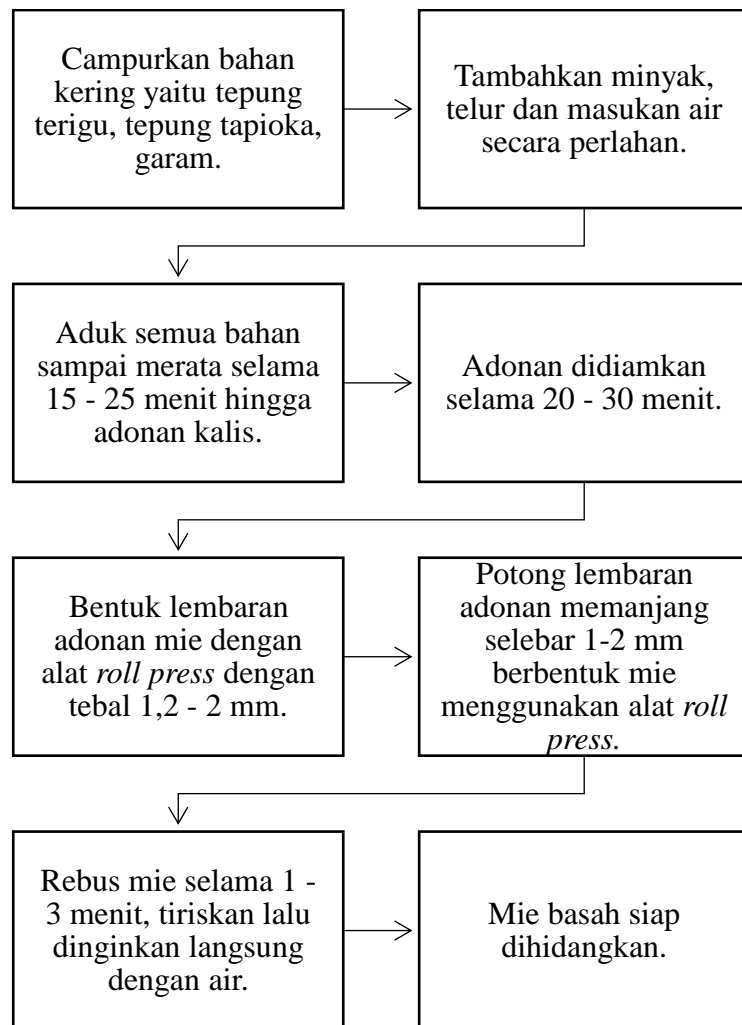 Campurkan bahan
kering yaitu tepung
terigu, tepung tapioka,
garam.
Tambahkan minyak,
telur dan masukan air
secara perlahan.
Aduk semua bahan
sampai merata selama
15 - 25 menit hingga
adonan kalis.
Adonan didiamkan
selama 20 - 30 menit.
Bentuk lembaran
adonan mie dengan
alat roll press dengan
tebal 1,2 - 2 mm.
Potong lembaran
adonan memanjang
selebar 1-2 mm
berbentuk mie
menggunakan alat roll
press.
Rebus mie selama 1 -
3 menit, tiriskan lalu
dinginkan langsung
dengan air.
Mie basah siap
dihidangkan.